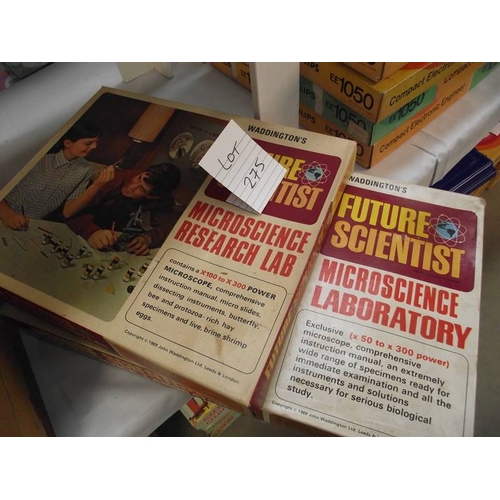 WADDINGTON'S
FUTURE
SCIENTIST
MICROSCIENCE
RESEARCH LAB
contains a X100 to X300 POWER
MICROSCOPE, comprehensive
instruction manual, micro slides,
dissecting instruments, butterfly,
bee and protozoa-rich hay
specimens and live, brine shrimp
eggs.
Copyright © 1969 John Waddington Ltd. Leeds & London.
LOT
275
WADDINGTON'S
FUTURE
SCIENTIST
MICROSCIENCE
LABORATORY
Exclusive (x 50 to x 300 power)
microscope, comprehensive
instruction manual, an extremely
wide range of specimens ready for
immediate examination and all the
instruments and solutions
necessary for serious biological
study.
Copyright © 1969 John Waddington Ltd. Leeds &
EE1050
Compact Electronic
EE1050
Compact Electronic Engineer